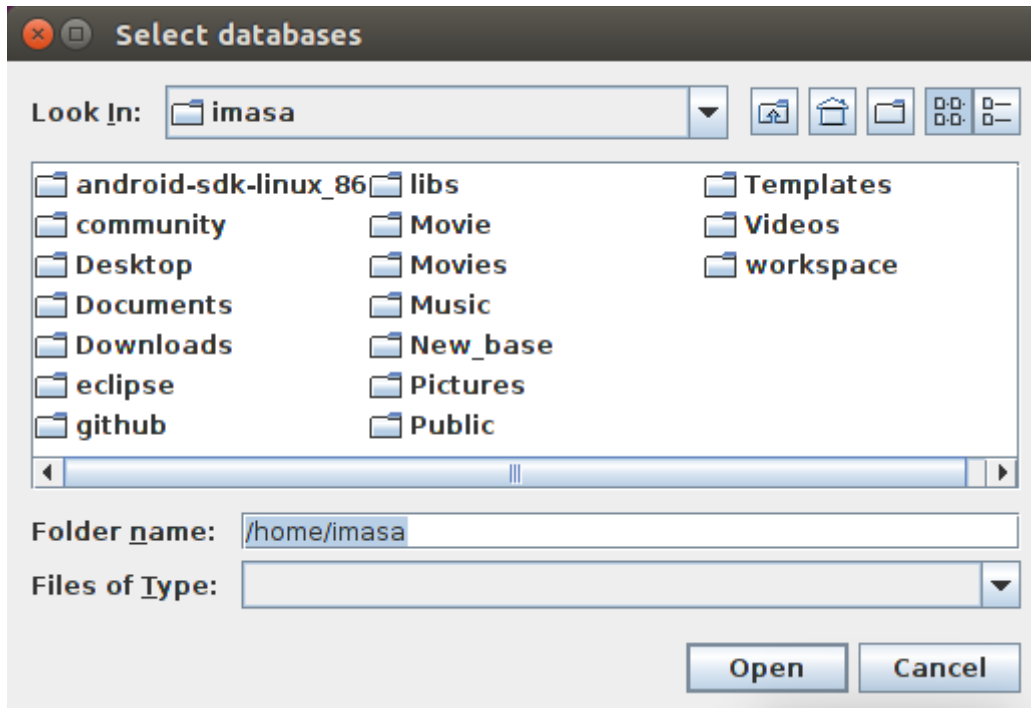 Select databases
Look In: imasa
android-sdk-linux_86 libs Templates
community Movie Videos
Desktop Movies workspace
Documents Music
Downloads New_base
eclipse Pictures
github Public
Folder name: /home/imasa
Files of Type:
Open Cancel